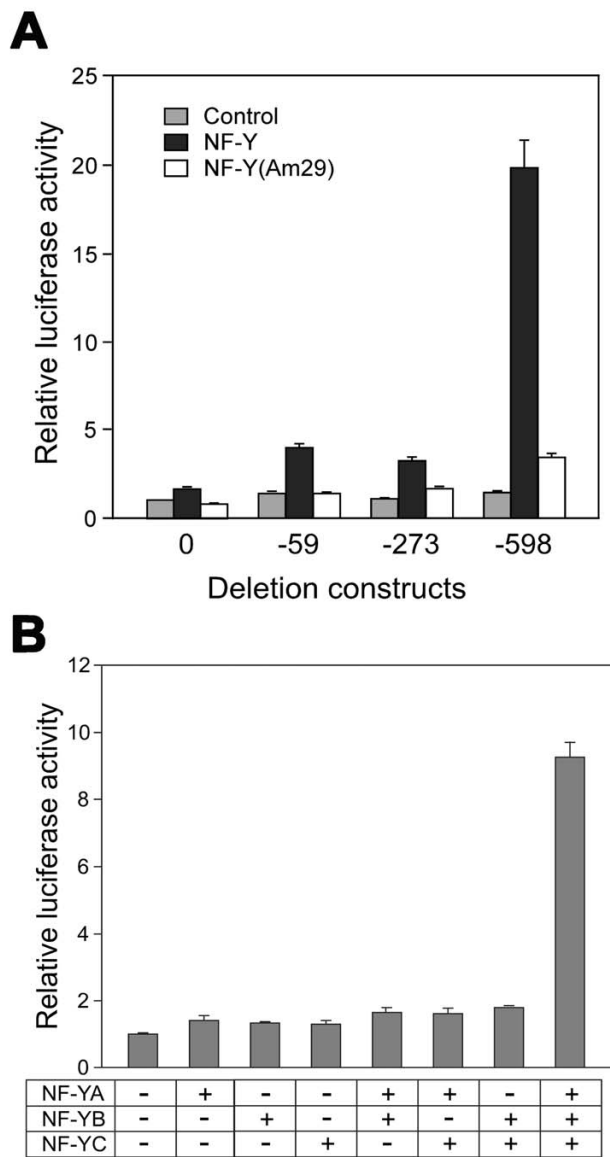 A
Relative luciferase activity
25
20
15
10
5
0
Control
NF-Y
NF-Y(Am29)
0 -59 -273 -598
Deletion constructs
B
Relative luciferase activity
12
10
8
6
4
2
0
NF-YA - + - - + + - +
NF-YB - - + - + - + +
NF-YC - - - + - + + +